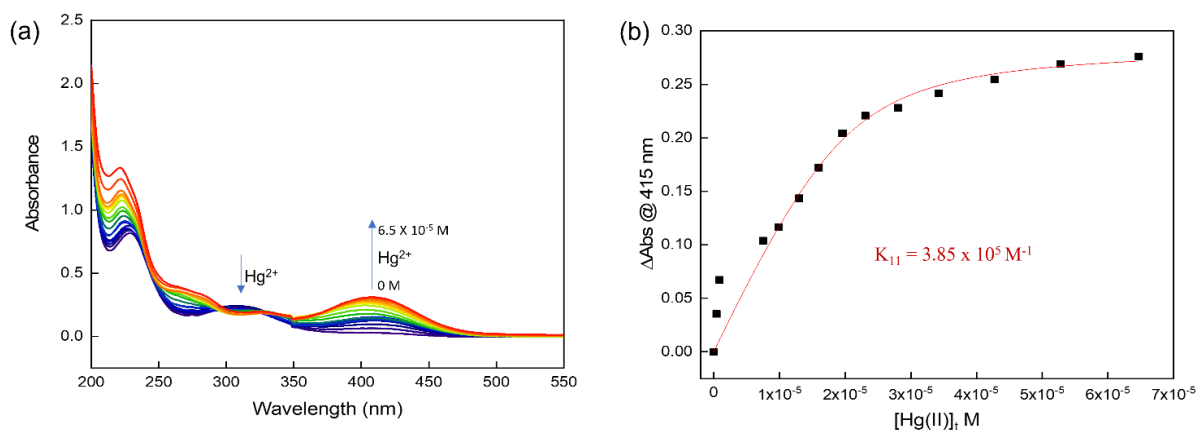 (a)
2.5
2.0
1.5
1.0
0.5
0.0
Absorbance
200 250 300 350 400 450 500 550
Wavelength (nm)
Hg²⁺
6.5 X 10⁻⁵ M
Hg²⁺
0 M
(b)
0.30
0.25
0.20
0.15
0.10
0.05
0.00
ΔAbs @ 415 nm
K₁₁ = 3.85 x 10⁵ M⁻¹
0 1x10⁻⁵ 2x10⁻⁵ 3x10⁻⁵ 4x10⁻⁵ 5x10⁻⁵ 6x10⁻⁵ 7x10⁻⁵
[Hg(II)]ₜ M